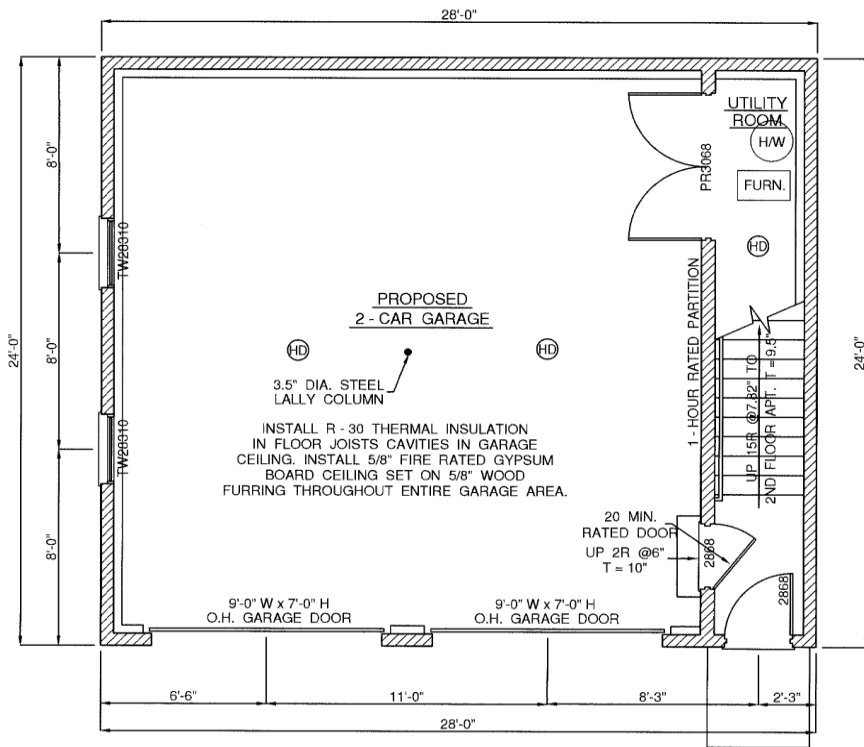 28'-0"
UTILITY
ROOM
H/W
FURN.
PR3068
HD
8'-0"
TW28310
24'-0"
8'-0"
TW28310
8'-0"
PROPOSED
2 - CAR GARAGE
HD
HD
3.5" DIA. STEEL
LALLY COLUMN
INSTALL R - 30 THERMAL INSULATION
IN FLOOR JOISTS CAVITIES IN GARAGE
CEILING. INSTALL 5/8" FIRE RATED GYPSUM
BOARD CEILING SET ON 5/8" WOOD
FURRING THROUGHOUT ENTIRE GARAGE AREA.
1 - HOUR RATED PARTITION
UP 15R @7.82" TO
2ND FLOOR APT. T = 9.5"
24'-0"
20 MIN.
RATED DOOR
UP 2R @6"
T = 10"
2868
2868
9'-0" W x 7'-0" H
O.H. GARAGE DOOR
9'-0" W x 7'-0" H
O.H. GARAGE DOOR
6'-6"
11'-0"
8'-3"
2'-3"
28'-0"